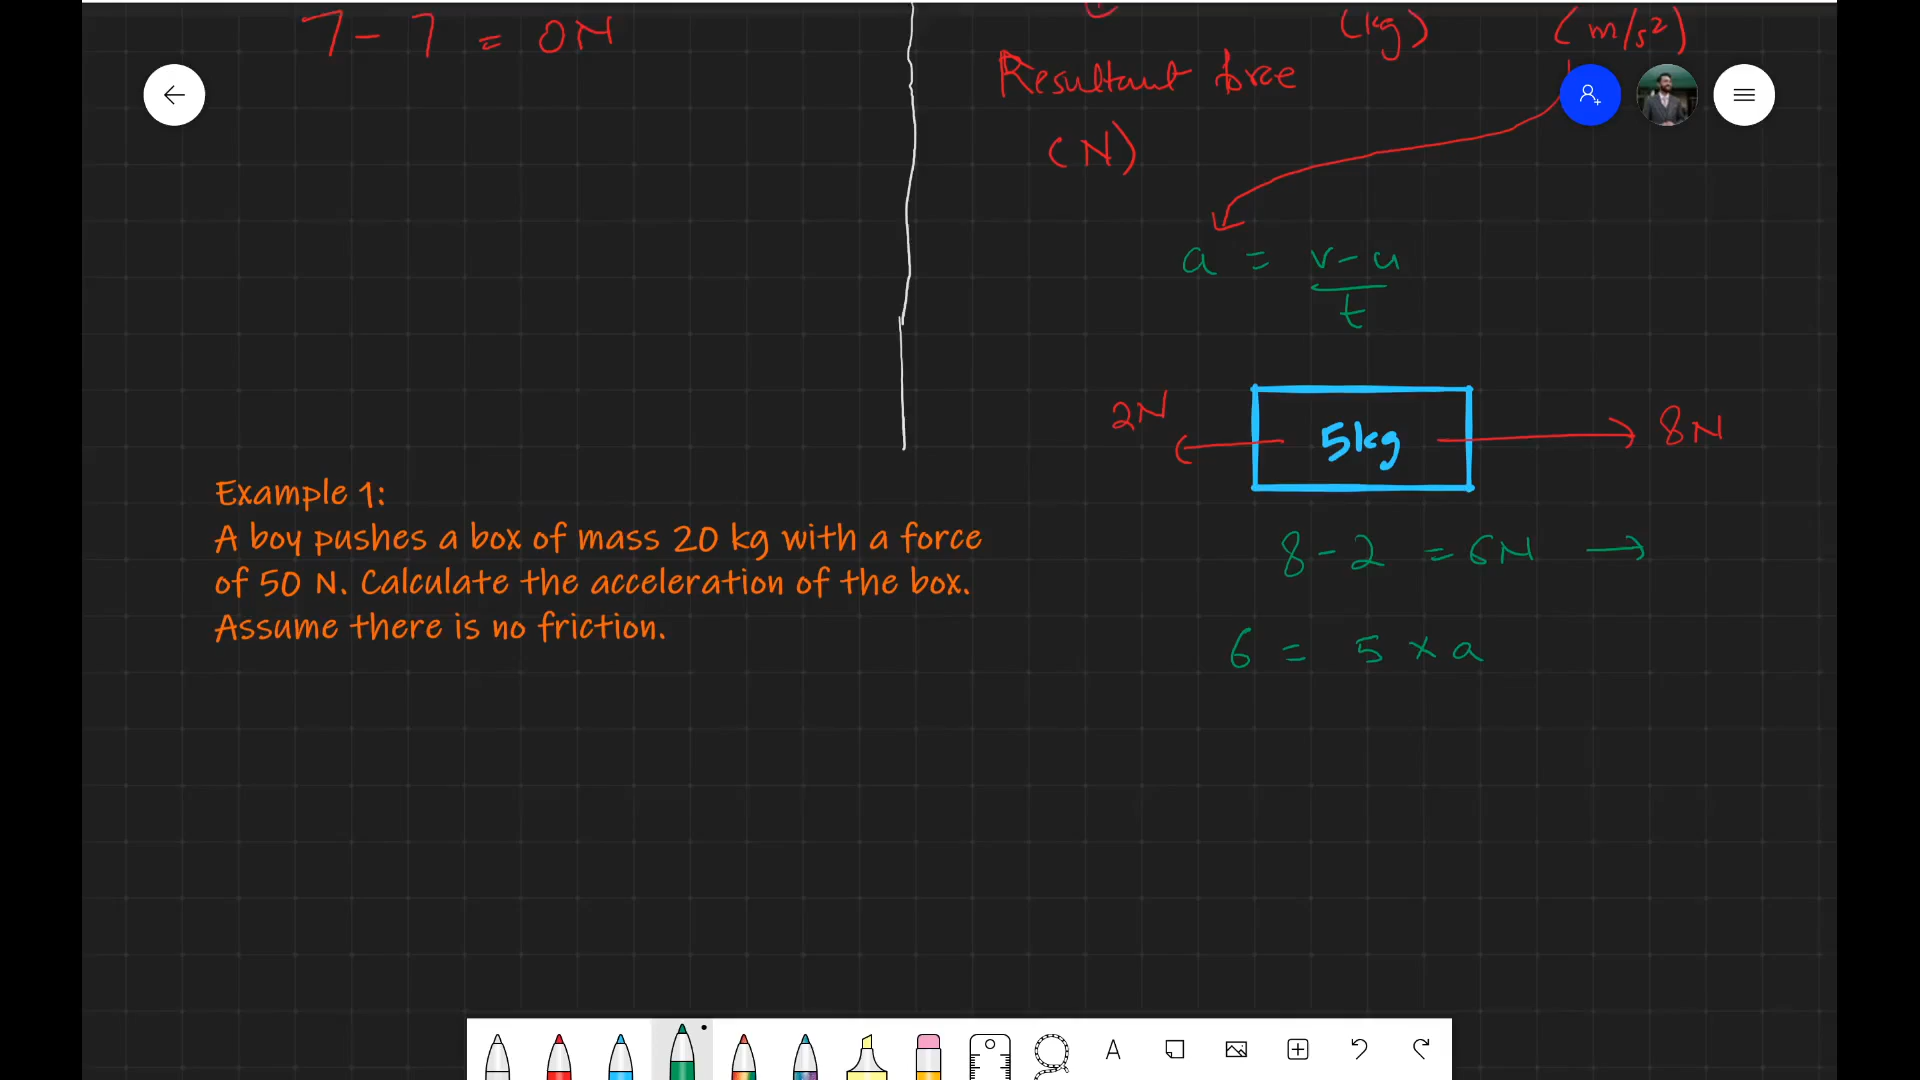 7 - 7 = 0N
(kg)
(m/s²)
Resultant force
(N)
a = v - u
t
2N
5kg
8N
8 - 2 = 6N →
6 = 5 × a
Example 1:
A boy pushes a box of mass 20 kg with a force
of 50 N. Calculate the acceleration of the box.
Assume there is no friction.
A